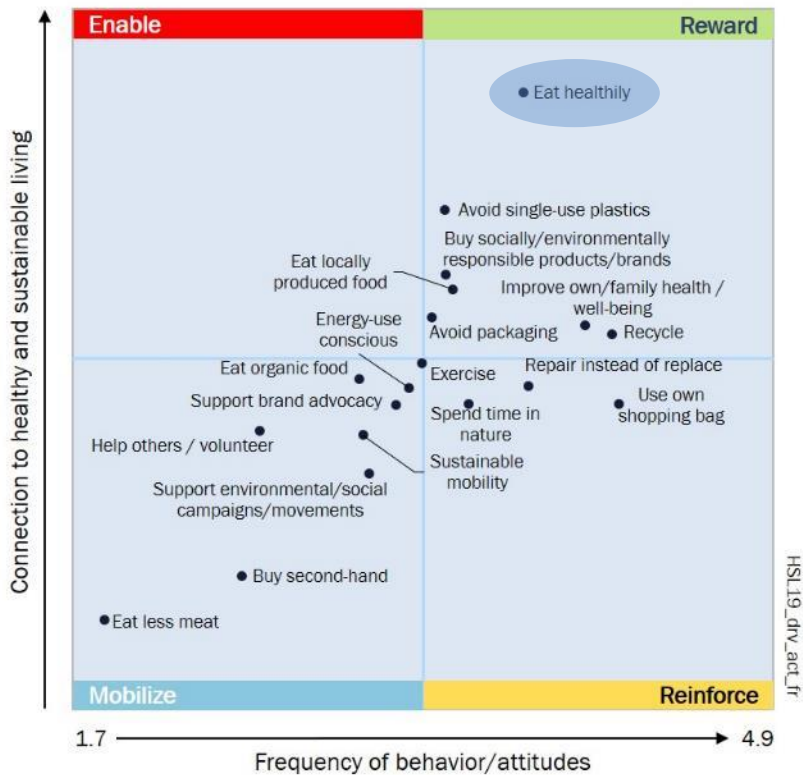 Enable
Reward
Connection to healthy and sustainable living
Eat healthily
Avoid single-use plastics
Buy socially/environmentally
responsible products/brands
Eat locally
produced food
Improve own/family health /
well-being
Energy-use
conscious
Avoid packaging
Recycle
Eat organic food
Exercise
Repair instead of replace
Support brand advocacy
Spend time in
nature
Use own
shopping bag
Help others / volunteer
Sustainable
mobility
Support environmental/social
campaigns/movements
Buy second-hand
Eat less meat
HSL19_drv_act_fr
Mobilize
Reinforce
1.7
4.9
Frequency of behavior/attitudes